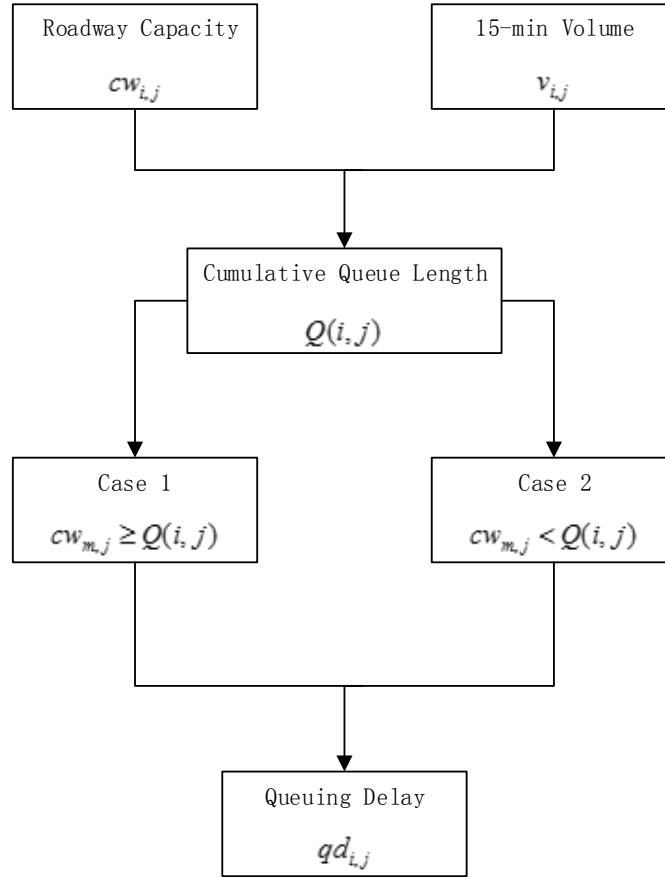 Roadway Capacity
cw_{i,j}
15-min Volume
v_{i,j}
Cumulative Queue Length
Q(i,j)
Case 1
cw_{m,j} ≥ Q(i,j)
Case 2
cw_{m,j} < Q(i,j)
Queuing Delay
qd_{i,j}